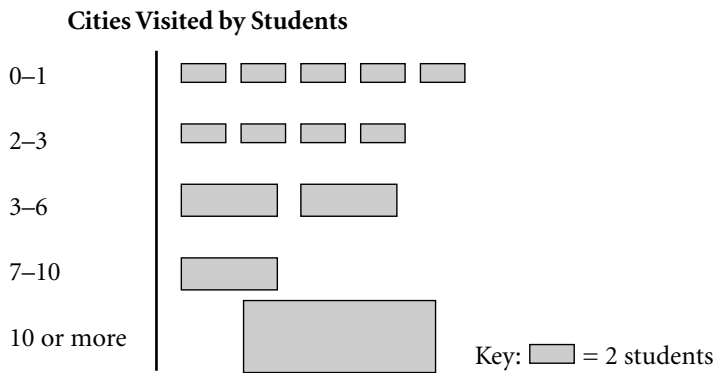 Cities Visited by Students
0–1
2–3
3–6
7–10
10 or more
Key: = 2 students